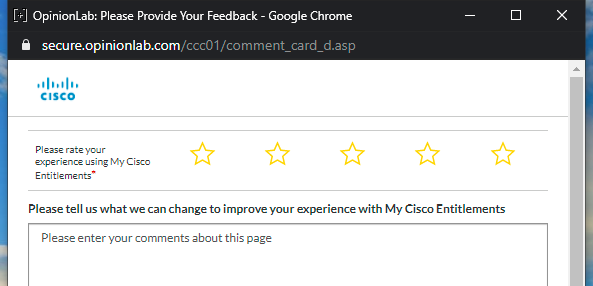 OpinionLab: Please Provide Your Feedback - Google Chrome
secure.opinionlab.com/ccc01/comment_card_d.asp
CISCO
Please rate your
experience using My Cisco
Entitlements*
Please tell us what we can change to improve your experience with My Cisco Entitlements
Please enter your comments about this page